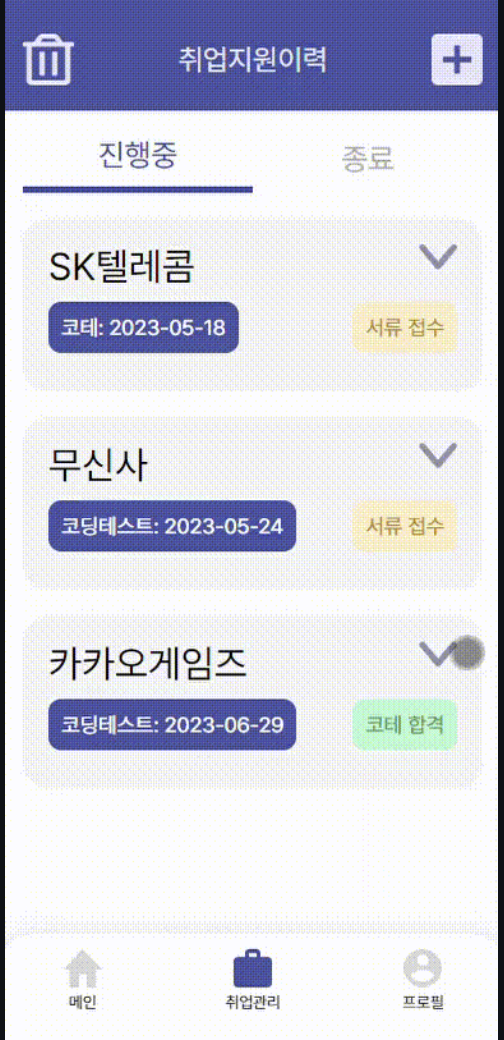 취업지원이력
진행중
종료
SK텔레콤
코테: 2023-05-18
서류 접수
무신사
코딩테스트: 2023-05-24
서류 접수
카카오게임즈
코딩테스트: 2023-06-29
코테 합격
메인
취업관리
프로필